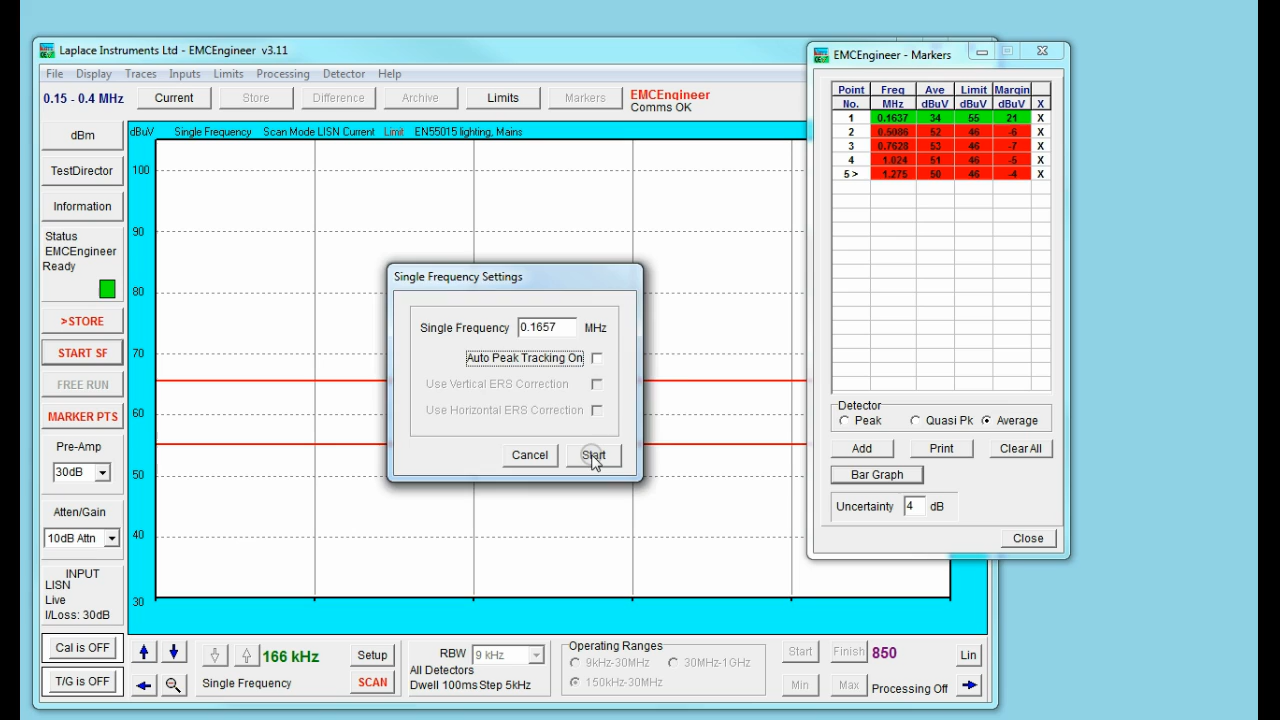 Laplace Instruments Ltd - EMCEngineer v3.11
File Display Traces Inputs Limits Processing Detector Help
0.15 - 0.4 MHz Current Store Difference Archive Limits Markers EMCEngineer
Comms OK
dBm
TestDirector
Information
Status
EMCEngineer
Ready
>STORE
START SF
FREE RUN
MARKER PTS
Pre-Amp
30dB
Atten/Gain
10dB Attn
INPUT
LISN
Live
I/Loss: 30dB
Cal is OFF
T/G is OFF
dBuV Single Frequency Scan Mode LISN Current Limit EN55015 lighting, Mains
100
90
80
70
60
50
40
30
Single Frequency Settings
Single Frequency 0.1657 MHz
Auto Peak Tracking On
Use Vertical ERS Correction
Use Horizontal ERS Correction
Cancel Start
EMCEngineer - Markers
Point Freq Ave Limit Margin
No. MHz dBuV dBuV dBuV X
1 0.1637 34 55 21 X
2 0.5086 52 46 -6 X
3 0.7628 53 46 -7 X
4 1.024 51 46 -5 X
5 > 1.275 50 46 -4 X
Detector
Peak Quasi Pk Average
Add Print Clear All
Bar Graph
Uncertainty 4 dB
Close
166 kHz Setup
Single Frequency SCAN
RBW 9 kHz
All Detectors
Dwell 100ms Step 5kHz
Operating Ranges
9kHz-30MHz 30MHz-1GHz
150kHz-30MHz
Start Finish 850 Lin
Min Max Processing Off